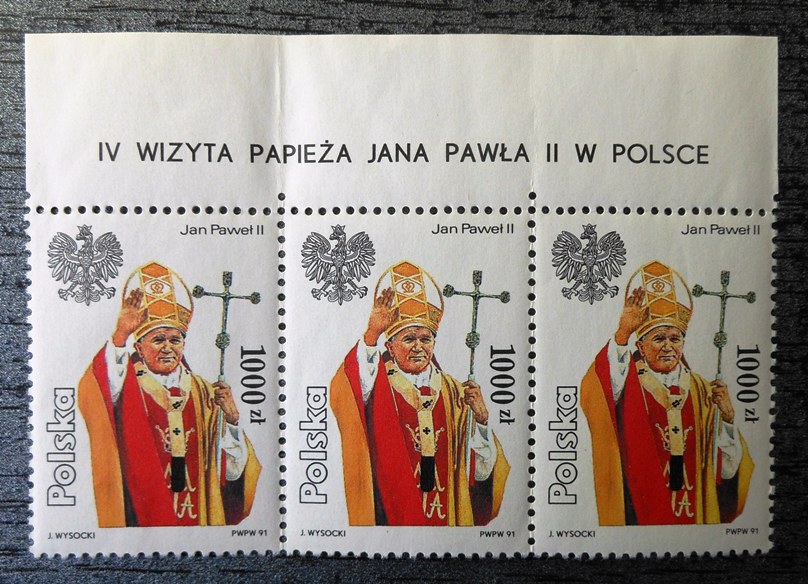 IV WIZYTA PAPIEŻA JANA PAWŁA II W POLSCE
Jan Paweł II
1000 zł
Polska
J. WYSOCKI
PWPW 91
Jan Paweł II
1000 zł
Polska
J. WYSOCKI
PWPW 91
Jan Paweł II
1000 zł
Polska
J. WYSOCKI
PWPW 91